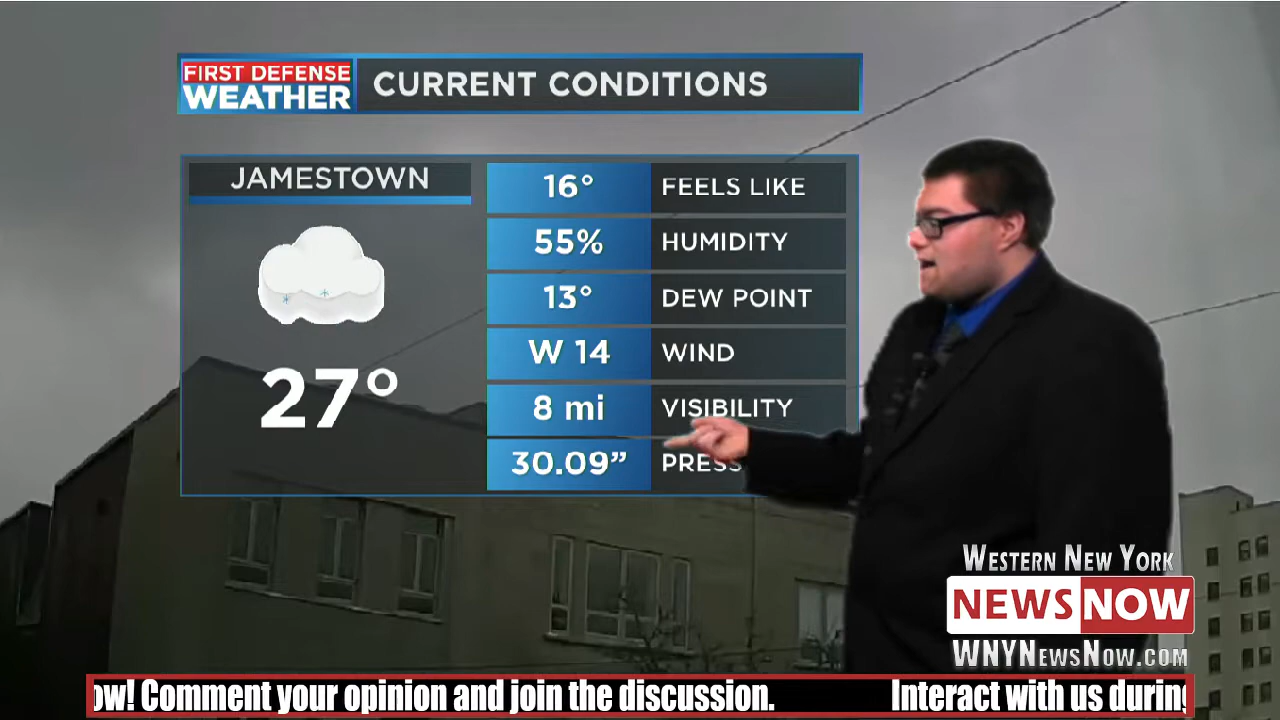 FIRST DEFENSE
WEATHER
CURRENT CONDITIONS
JAMESTOWN
27°
16° FEELS LIKE
55% HUMIDITY
13° DEW POINT
W 14 WIND
8 mi VISIBILITY
30.09” PRESS
WESTERN NEW YORK
NEWS NOW
WNYNEWSNOW.COM
ow! Comment your opinion and join the discussion. Interact with us during